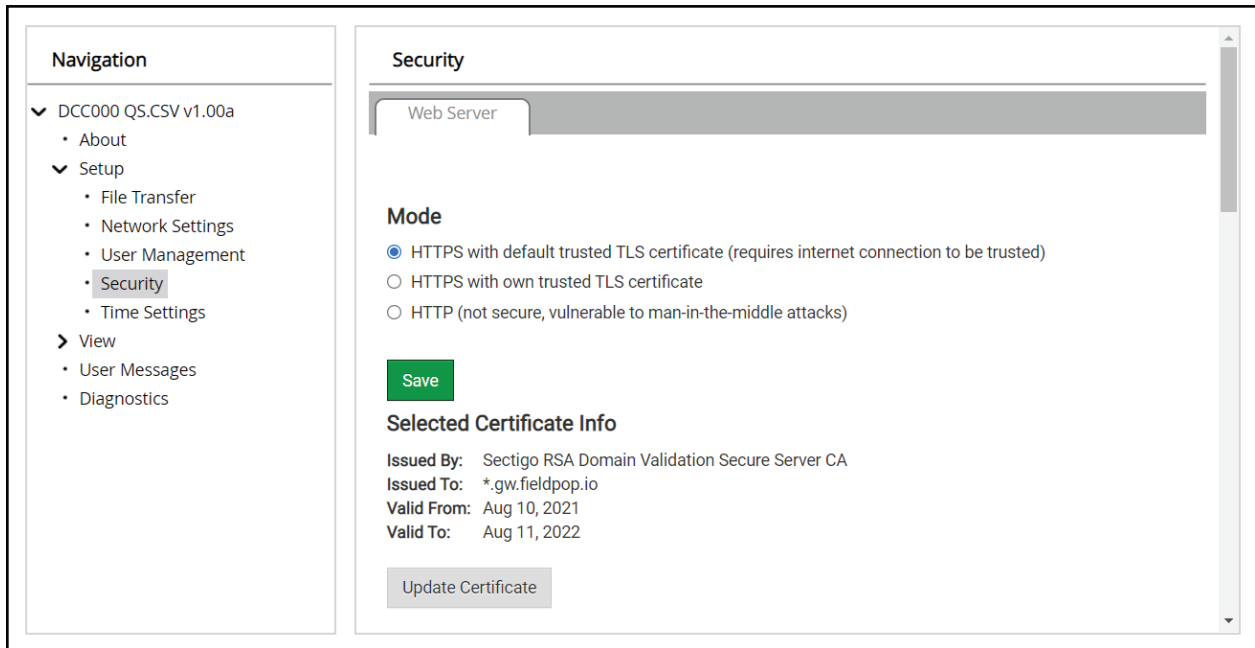 Navigation
DCC000 QS.CSV v1.00a
About
Setup
File Transfer
Network Settings
User Management
Security
Time Settings
View
User Messages
Diagnostics
Security
Web Server
Mode
HTTPS with default trusted TLS certificate (requires internet connection to be trusted)
HTTPS with own trusted TLS certificate
HTTP (not secure, vulnerable to man-in-the-middle attacks)
Save
Selected Certificate Info
Issued By: Sectigo RSA Domain Validation Secure Server CA
Issued To: *.gw.fieldpop.io
Valid From: Aug 10, 2021
Valid To: Aug 11, 2022
Update Certificate